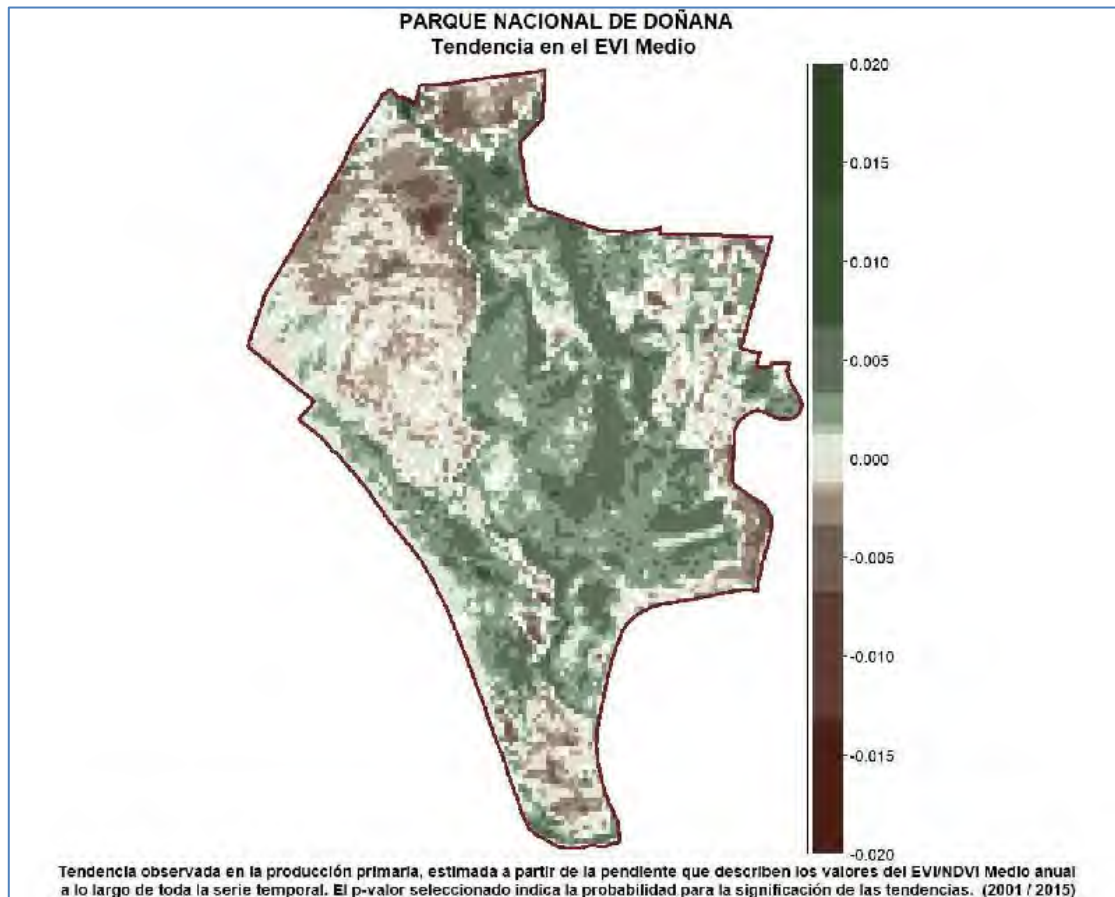 PARQUE NACIONAL DE DOÑANA
Tendencia en el EVI Medio
0.020
0.015
0.010
0.005
0.000
-0.005
-0.010
-0.015
-0.020
Tendencia observada en la producción primaria, estimada a partir de la pendiente que describen los valores del EVI/NDVI Medio anual
a lo largo de toda la serie temporal. El p-valor seleccionado indica la probabilidad para la significación de las tendencias. (2001 / 2015)